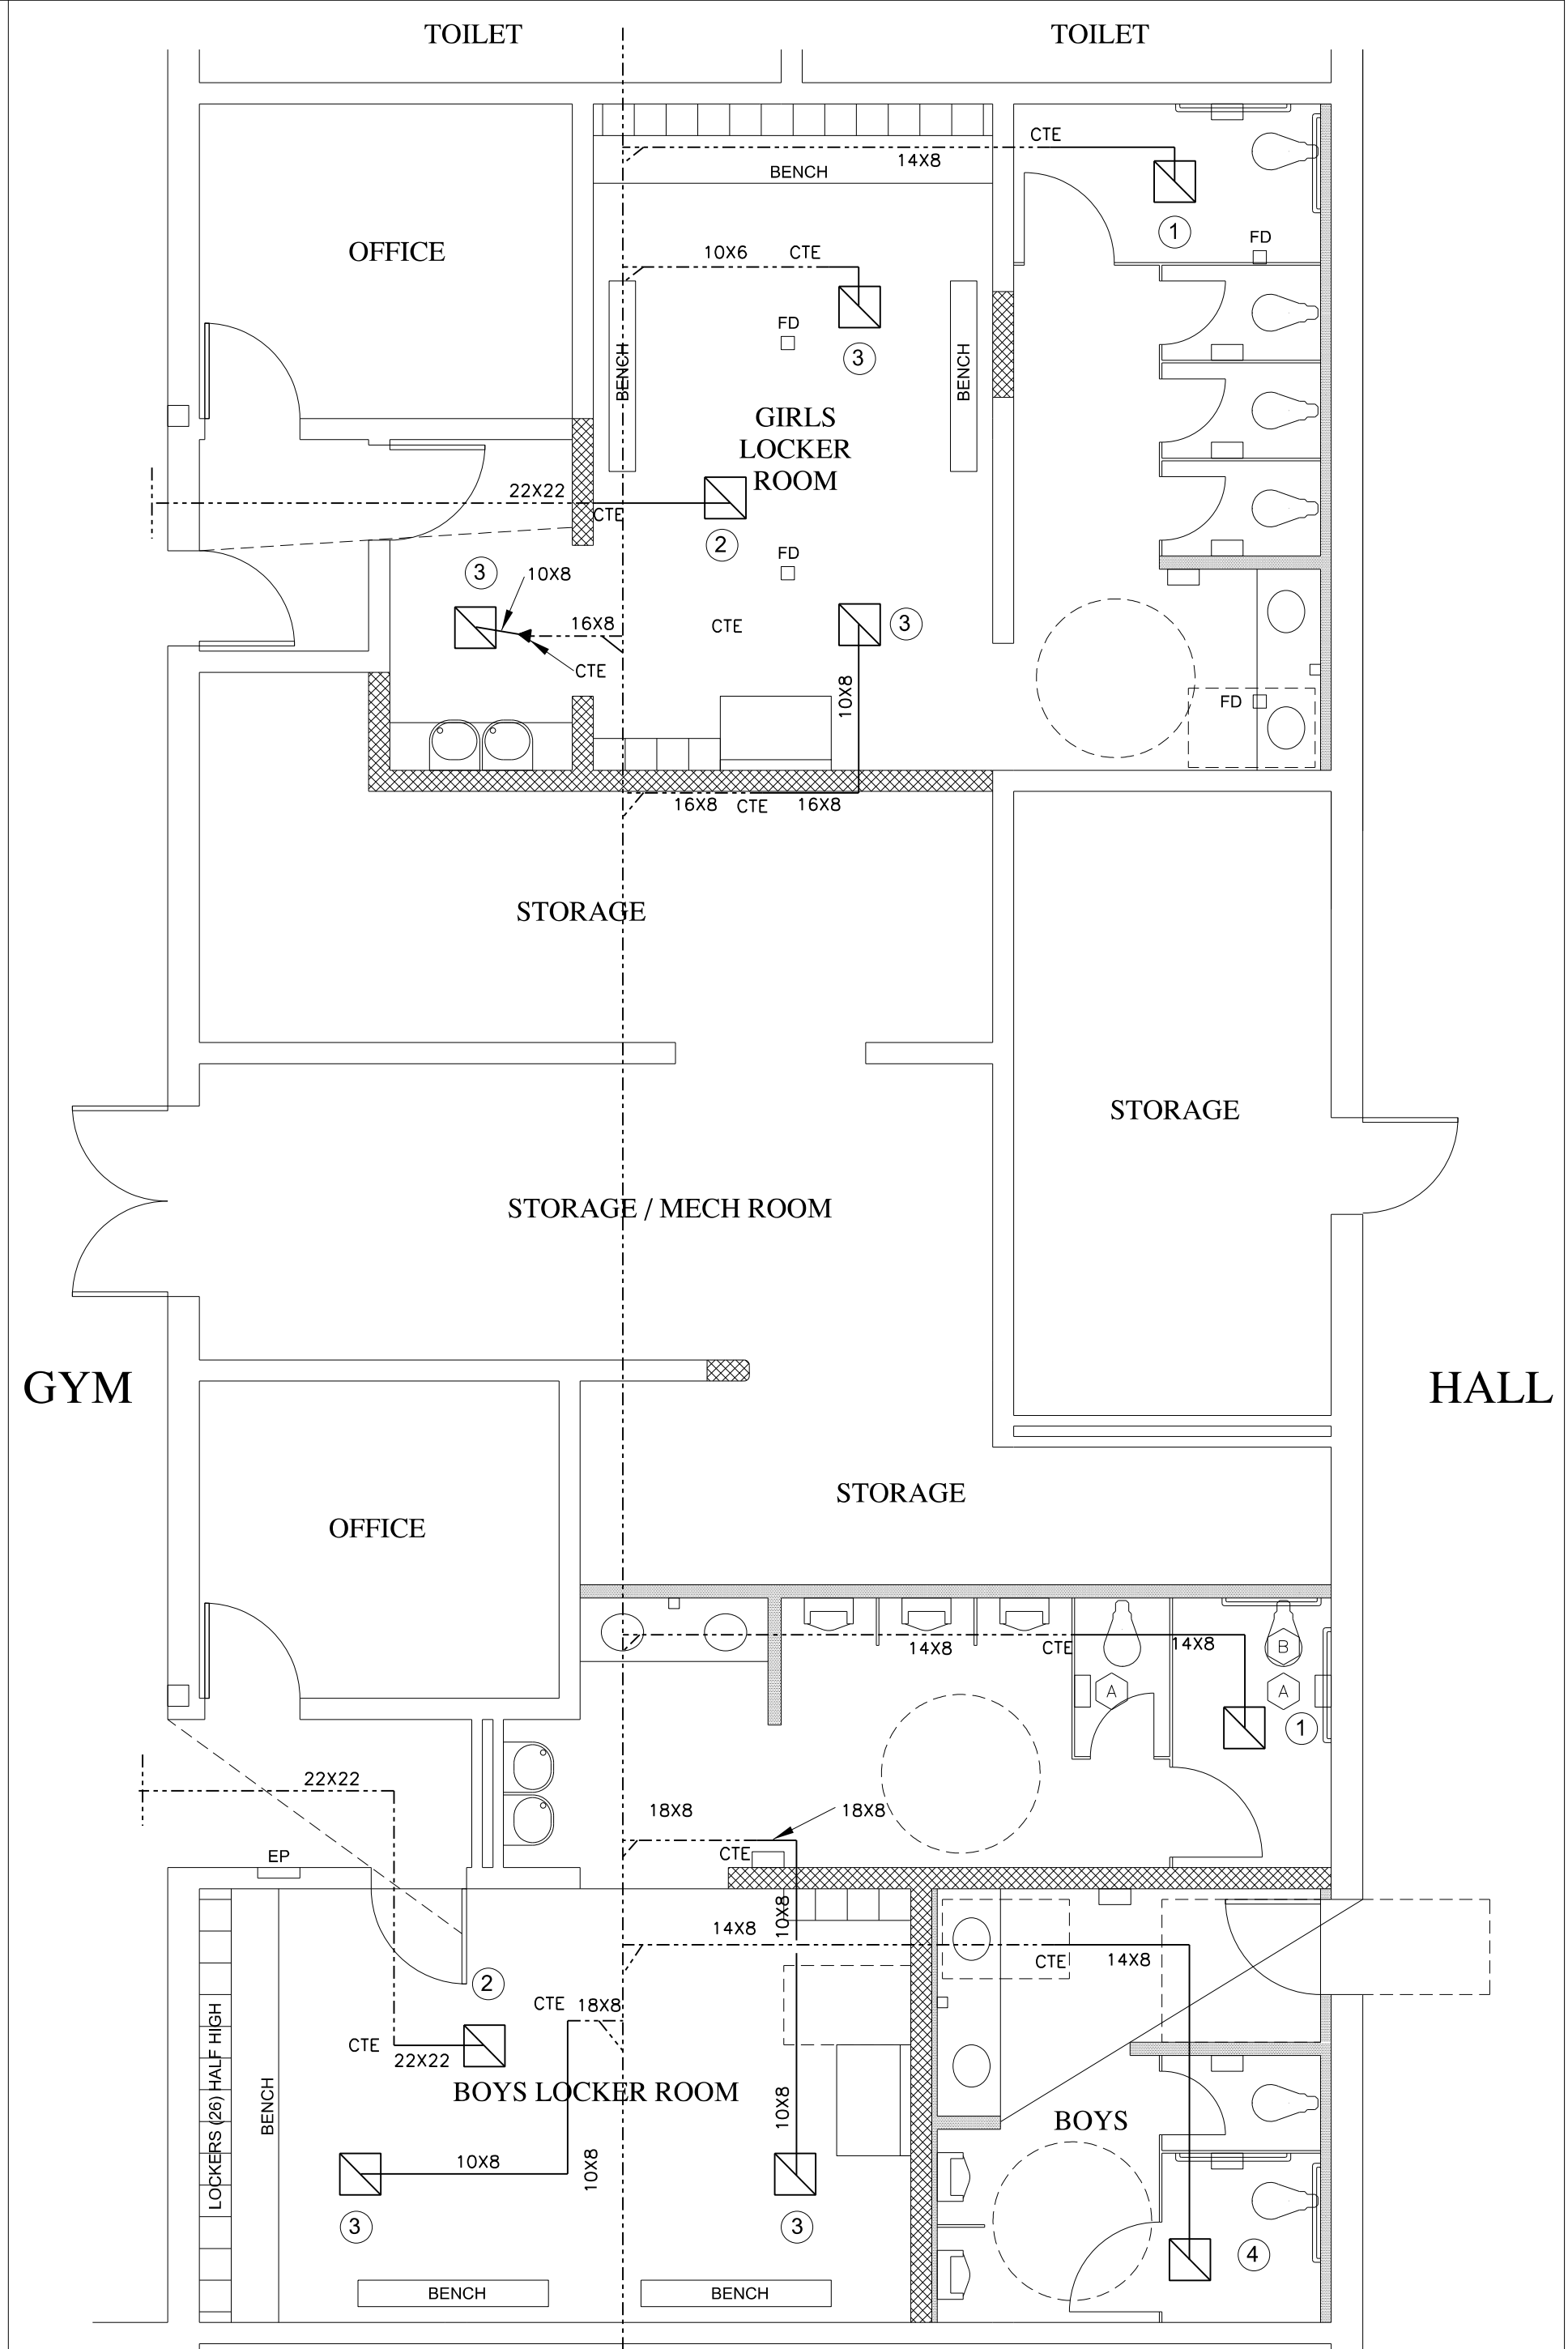 TOILET
TOILET
CTE
14X8
BENCH
1
OFFICE
10X6
CTE
FD
FD
3
BENCH
BENCH
GIRLS
LOCKER
ROOM
22X22
CTE
2
FD
3
10X8
16X8
CTE
3
CTE
10X8
FD
16X8
CTE
16X8
STORAGE
STORAGE
STORAGE / MECH ROOM
GYM
HALL
STORAGE
OFFICE
14X8
CTE
14X8
B
A
A
1
22X22
18X8
18X8
CTE
EP
10X8
14X8
CTE
14X8
2
CTE
18X8
CTE
22X22
LOCKERS (26) HALF HIGH
BENCH
BOYS LOCKER ROOM
10X8
BOYS
10X8
10X8
3
3
4
BENCH
BENCH